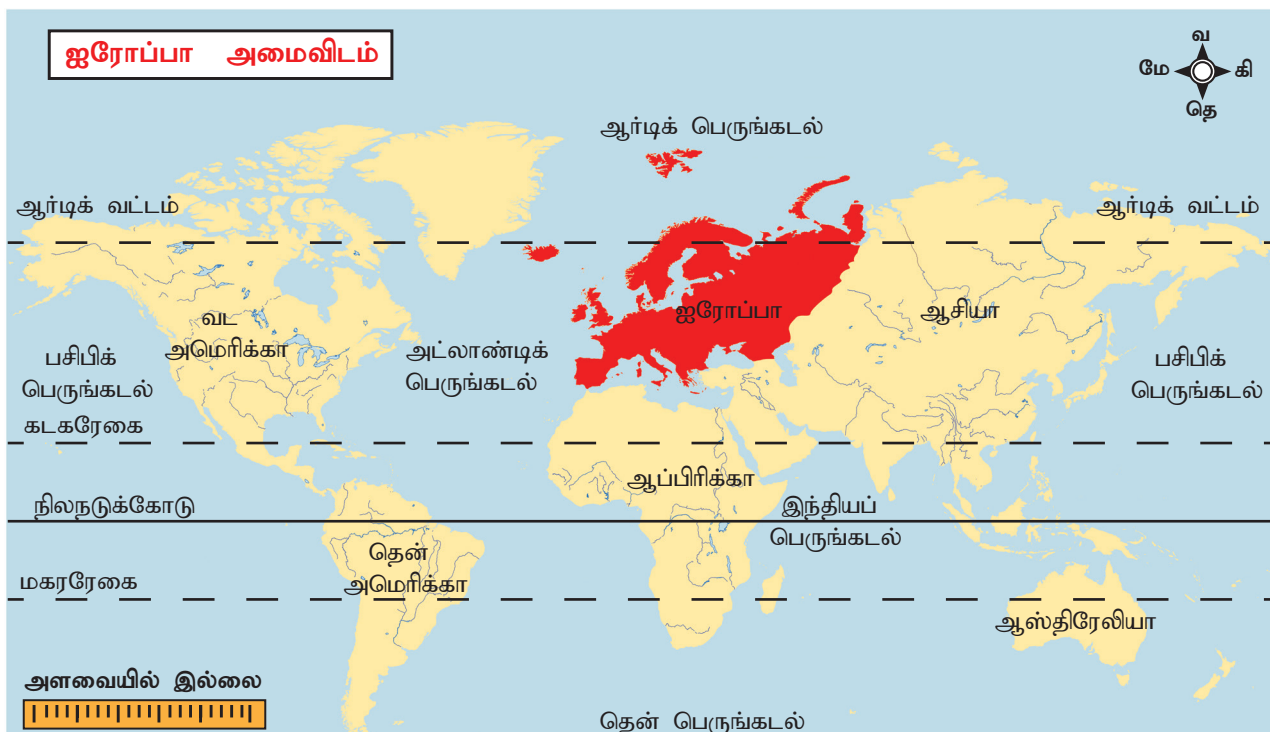 ஐரோப்பா அமைவிடம்
வ
மே
கி
தெ
ஆர்டிக் பெருங்கடல்
ஆர்டிக் வட்டம்
ஆர்டிக் வட்டம்
வட
அமெரிக்கா
ஐரோப்பா
ஆசியா
பசிபிக்
பெருங்கடல்
அட்லாண்டிக்
பெருங்கடல்
பசிபிக்
பெருங்கடல்
கடகரேகை
ஆப்பிரிக்கா
நிலநடுக்கோடு
இந்தியப்
பெருங்கடல்
தென்
அமெரிக்கா
மகரரேகை
ஆஸ்திரேலியா
அளவையில் இல்லை
தென் பெருங்கடல்